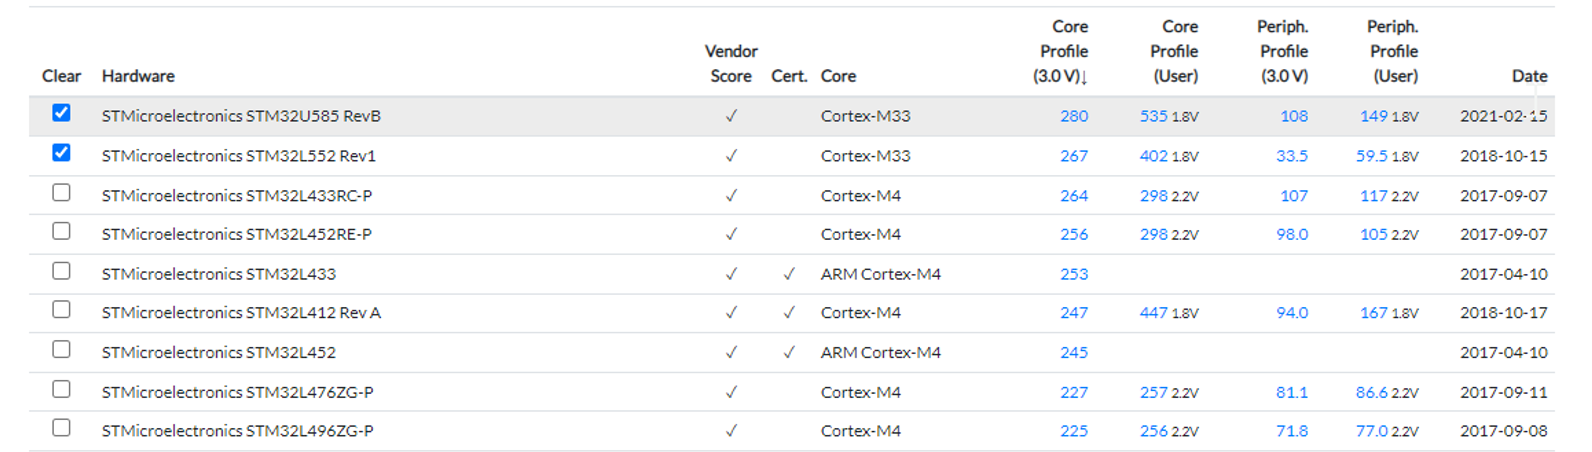 Clear Hardware Vendor Score Cert. Core Core Profile (3.0 V)↓ Core Profile (User) Periph. Profile (3.0 V) Periph. Profile (User) Date
STMicroelectronics STM32U585 RevB ✓ Cortex-M33 280 535 1.8V 108 149 1.8V 2021-02-15
STMicroelectronics STM32L552 Rev1 ✓ Cortex-M33 267 402 1.8V 33.5 59.5 1.8V 2018-10-15
STMicroelectronics STM32L433RC-P ✓ Cortex-M4 264 298 2.2V 107 117 2.2V 2017-09-07
STMicroelectronics STM32L452RE-P ✓ Cortex-M4 256 298 2.2V 98.0 105 2.2V 2017-09-07
STMicroelectronics STM32L433 ✓ ✓ ARM Cortex-M4 253 2017-04-10
STMicroelectronics STM32L412 Rev A ✓ ✓ Cortex-M4 247 447 1.8V 94.0 167 1.8V 2018-10-17
STMicroelectronics STM32L452 ✓ ✓ ARM Cortex-M4 245 2017-04-10
STMicroelectronics STM32L476ZG-P ✓ Cortex-M4 227 257 2.2V 81.1 86.6 2.2V 2017-09-11
STMicroelectronics STM32L496ZG-P ✓ Cortex-M4 225 256 2.2V 71.8 77.0 2.2V 2017-09-08